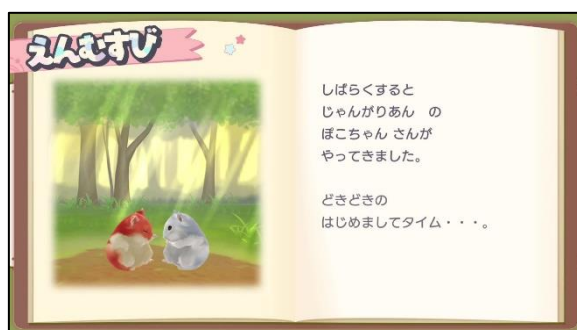 えんむすび
しばらくすると
じゃんがりあん　の
ぽこちゃん さんが
やってきました。
どきどきの
はじめましてタイム・・・。